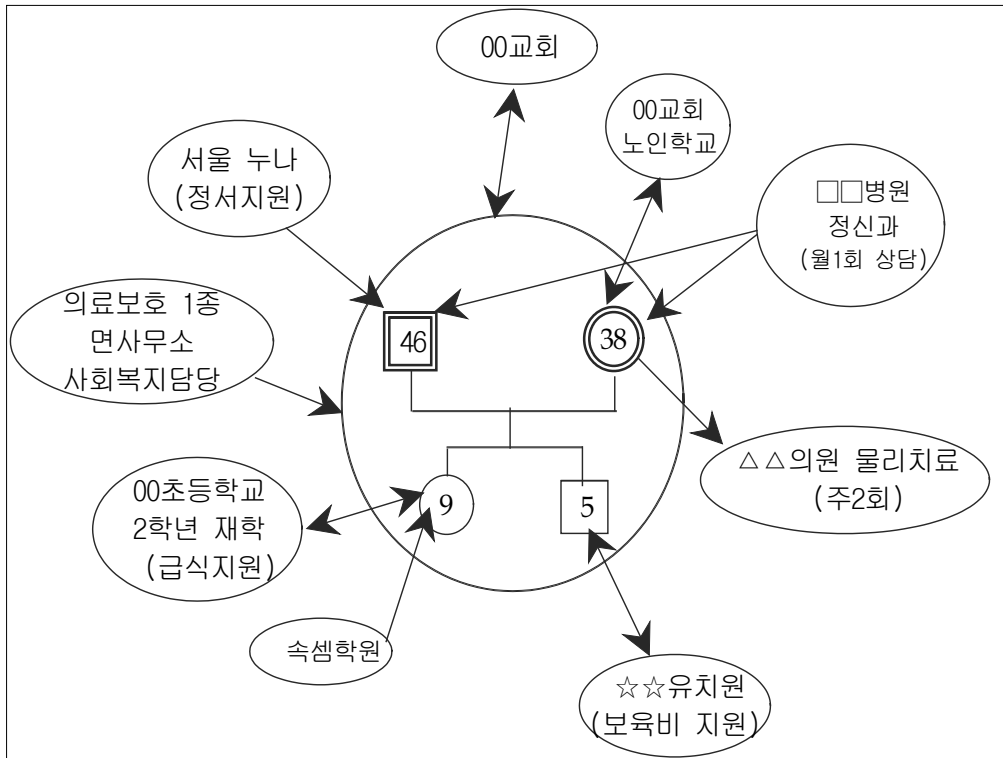 00교회
00교회
노인학교
서울 누나
(정서지원)
□□병원
정신과
(월1회 상담)
의료보호 1종
면사무소
사회복지담당
46
38
△△의원 물리치료
(주2회)
00초등학교
2학년 재학
(급식지원)
9
5
속셈학원
☆☆유치원
(보육비 지원)